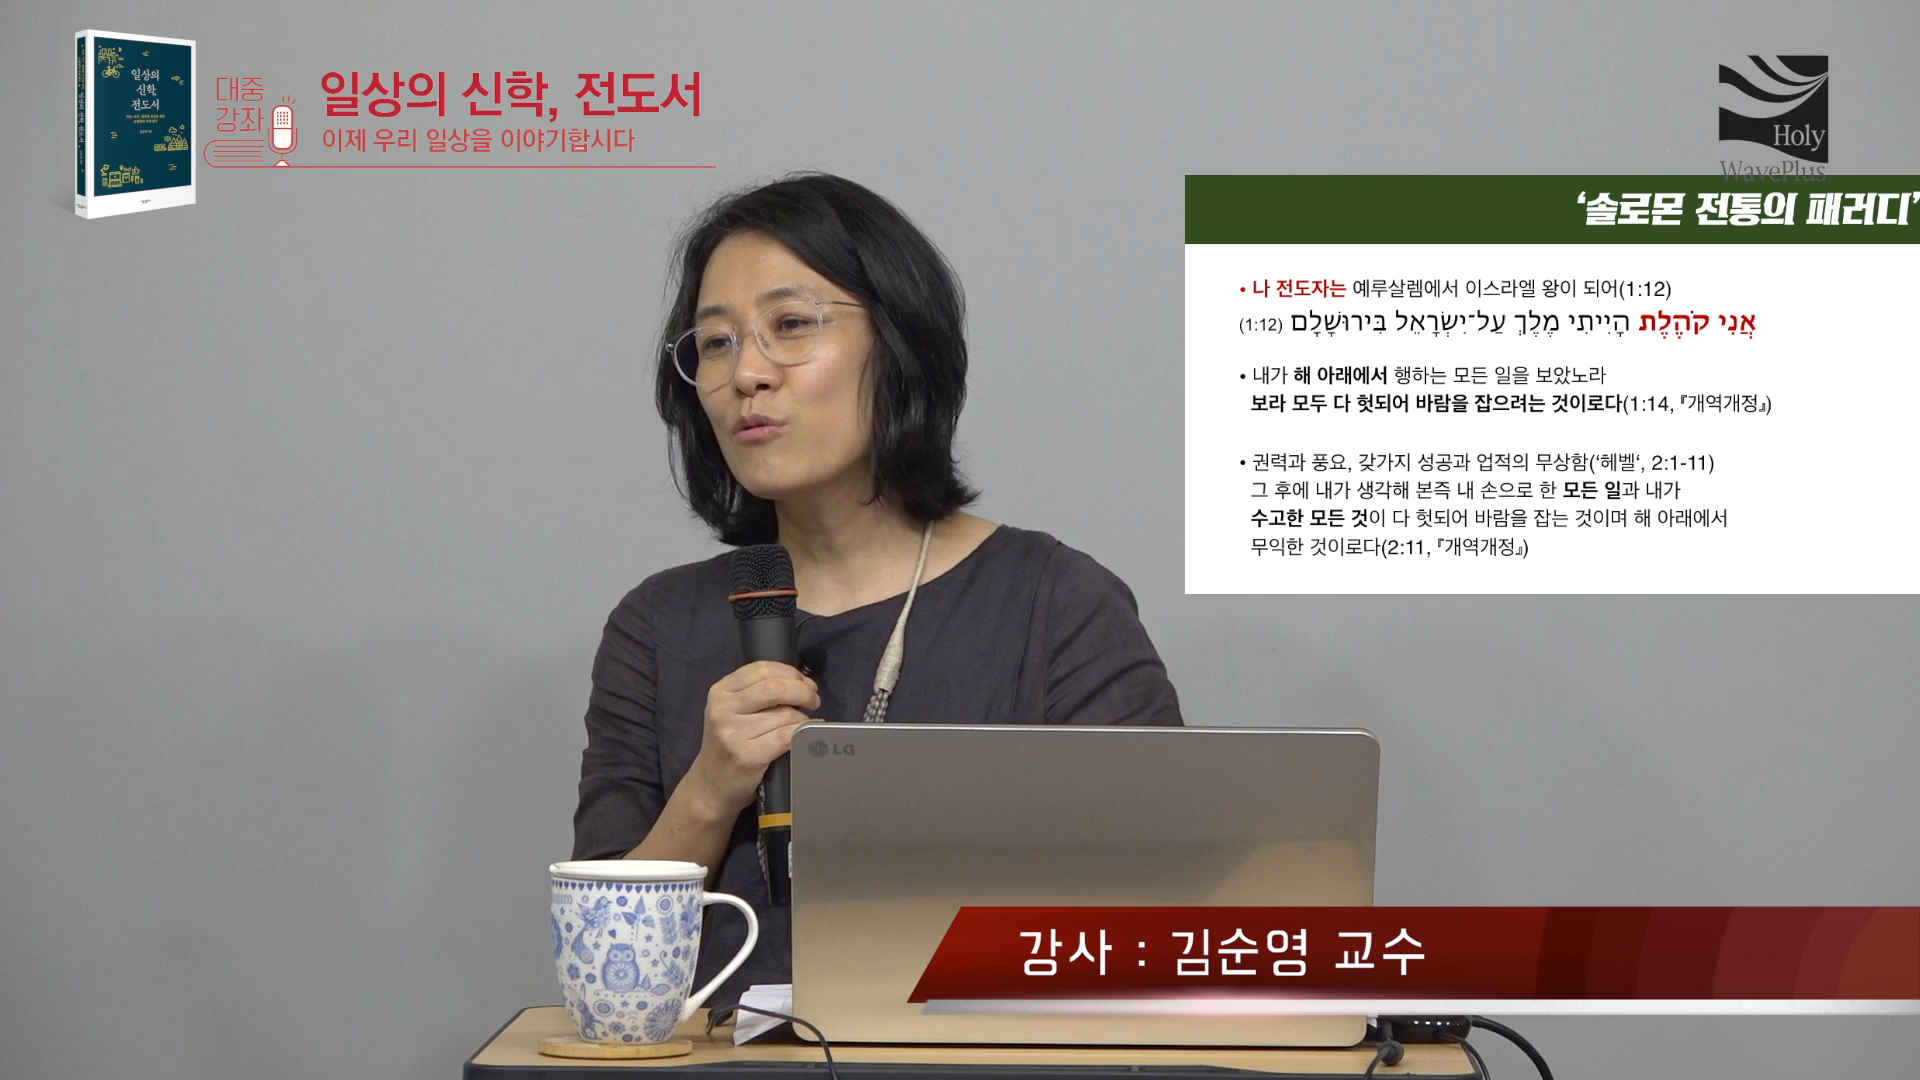 일상의
신학,
전도서
대중
강좌
일상의 신학, 전도서
이제 우리 일상을 이야기합시다
Holy
WavePlus
‘솔로몬 전통의 패러디’
• 나 전도자는 예루살렘에서 이스라엘 왕이 되어(1:12)
(1:12) אֲנִי קֹהֶלֶת הָיִיתִי מֶלֶךְ עַל־יִשְׂרָאֵל בִּירוּשָׁלִָם
• 내가 해 아래에서 행하는 모든 일을 보았노라
보라 모두 다 헛되어 바람을 잡으려는 것이로다(1:14, 『개역개정』)
• 권력과 풍요, 갖가지 성공과 업적의 무상함(‘헤벨‘, 2:1-11)
그 후에 내가 생각해 본즉 내 손으로 한 모든 일과 내가
수고한 모든 것이 다 헛되어 바람을 잡는 것이며 해 아래에서
무익한 것이로다(2:11, 『개역개정』)
LG
강사 : 김순영 교수